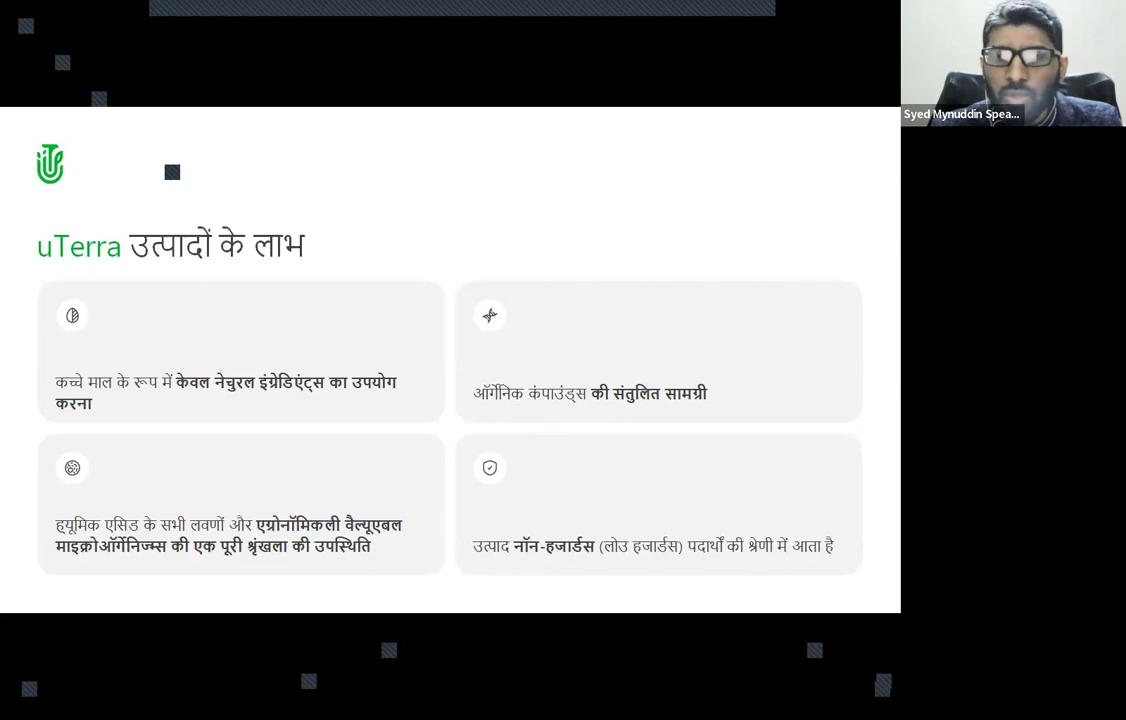 Syed Mynuddin Spea...
uTerra उत्पादों के लाभ
कच्चे माल के रूप में केवल नेचुरल इंग्रेडिएंट्स का उपयोग
करना
ऑर्गेनिक कंपाउंड्स की संतुलित सामग्री
ह्यूमिक एसिड के सभी लवणों और एग्रोनॉमिकली वैल्यूएबल
माइक्रोऑर्गेनिज्म्स की एक पूरी श्रृंखला की उपस्थिति
उत्पाद नॉन-हजार्डस (लोउ हजार्डस) पदार्थों की श्रेणी में आता है